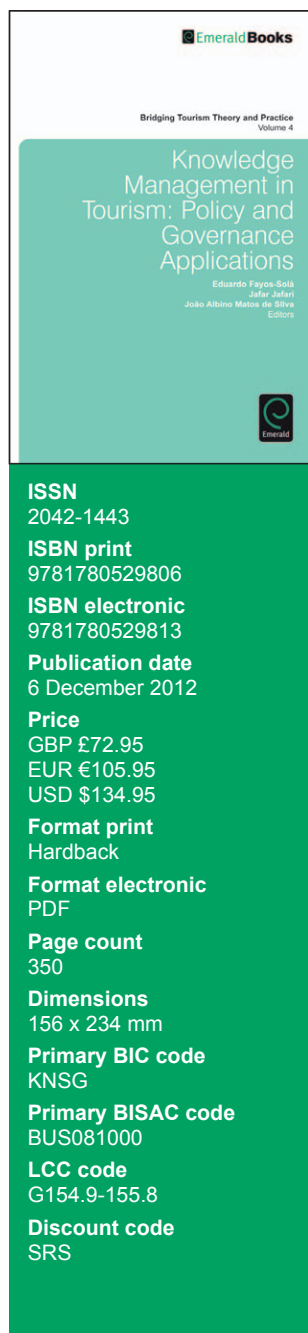 Emerald Books
Bridging Tourism Theory and Practice
Volume 4
Knowledge
Management in
Tourism: Policy and
Governance
Applications
Eduardo Fayos-Solà
Jafar Jafari
João Albino Matos de Silva
Editors
Emerald
ISSN
2042-1443
ISBN print
9781780529806
ISBN electronic
9781780529813
Publication date
6 December 2012
Price
GBP £72.95
EUR €105.95
USD $134.95
Format print
Hardback
Format electronic
PDF
Page count
350
Dimensions
156 x 234 mm
Primary BIC code
KNSG
Primary BISAC code
BUS081000
LCC code
G154.9-155.8
Discount code
SRS